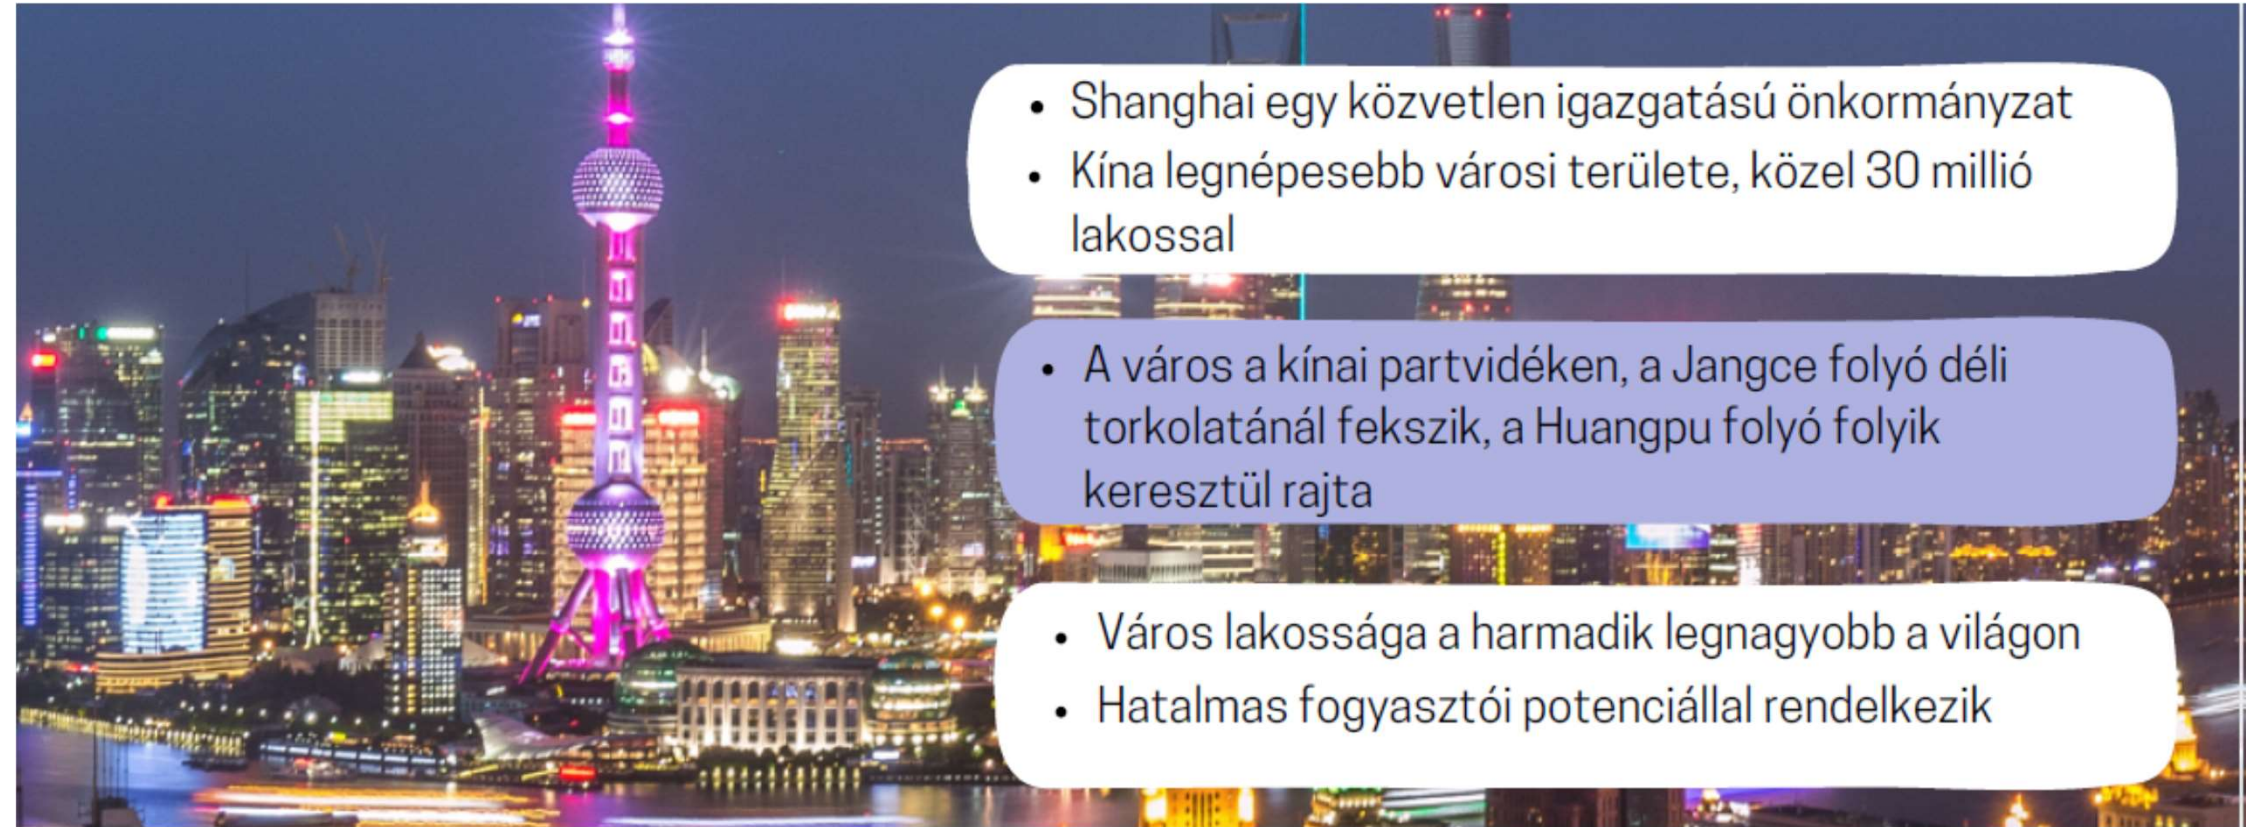 • Shanghai egy közvetlen igazgatású önkormányzat
• Kína legnépesebb városi területe, közel 30 millió
lakossal
• A város a kínai partvidéken, a Jangce folyó déli
torkolatánál fekszik, a Huangpu folyó folyik
keresztül rajta
• Város lakossága a harmadik legnagyobb a világon
• Hatalmas fogyasztói potenciállal rendelkezik